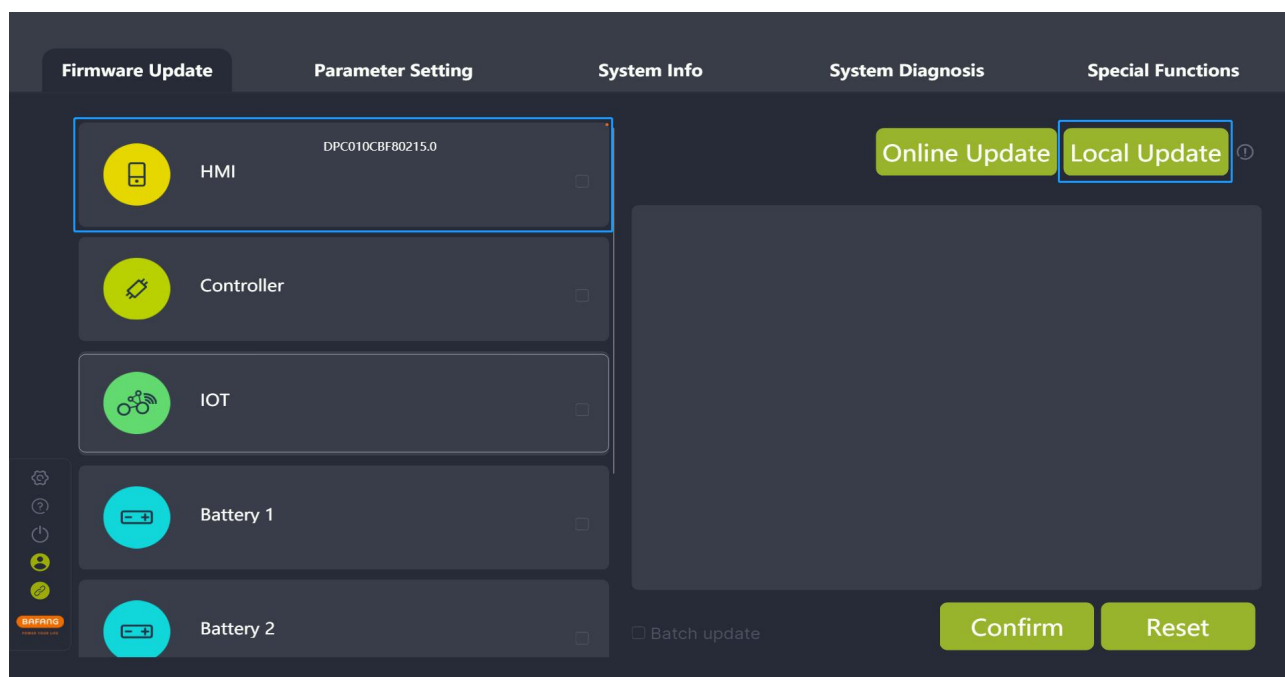 Firmware Update
Parameter Setting
System Info
System Diagnosis
Special Functions
DPC010CBF80215.0
HMI
Online Update
Local Update
Controller
IOT
Battery 1
Battery 2
Batch update
Confirm
Reset
BAFANG